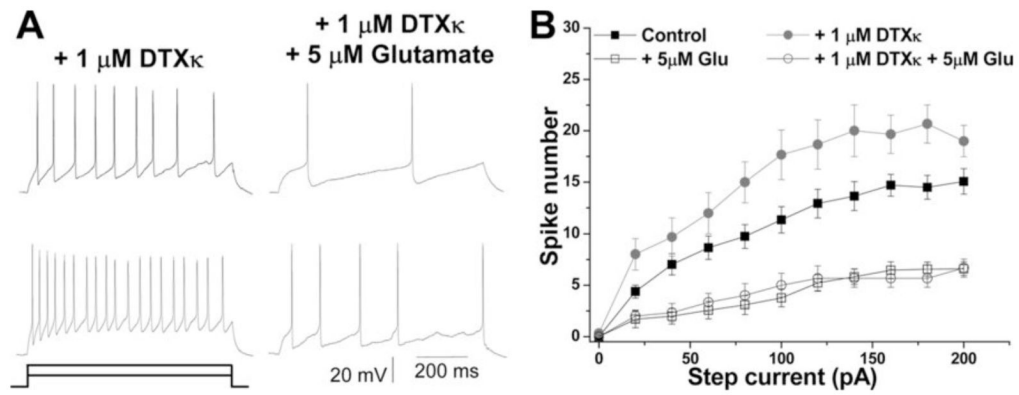 A
+ 1 μM DTXκ
+ 1 μM DTXκ
+ 5 μM Glutamate
20 mV
200 ms
B
Control
+ 1 μM DTXκ
+ 5μM Glu
+ 1 μM DTXκ + 5μM Glu
Spike number
30
25
20
15
10
5
0
0
50
100
150
200
Step current (pA)